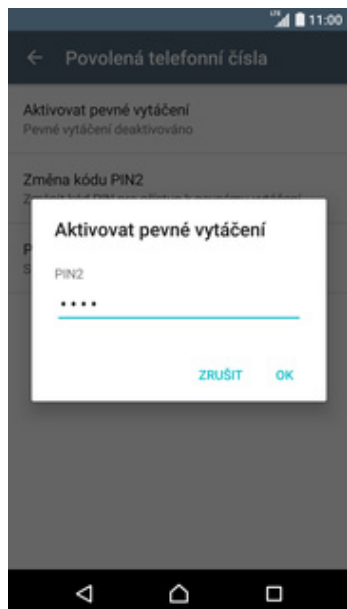 LTE 11:00
Povolená telefonní čísla
Aktivovat pevné vytáčení
Pevné vytáčení deaktivováno
Změna kódu PIN2
Aktivovat pevné vytáčení
PIN2
••••
ZRUŠIT OK